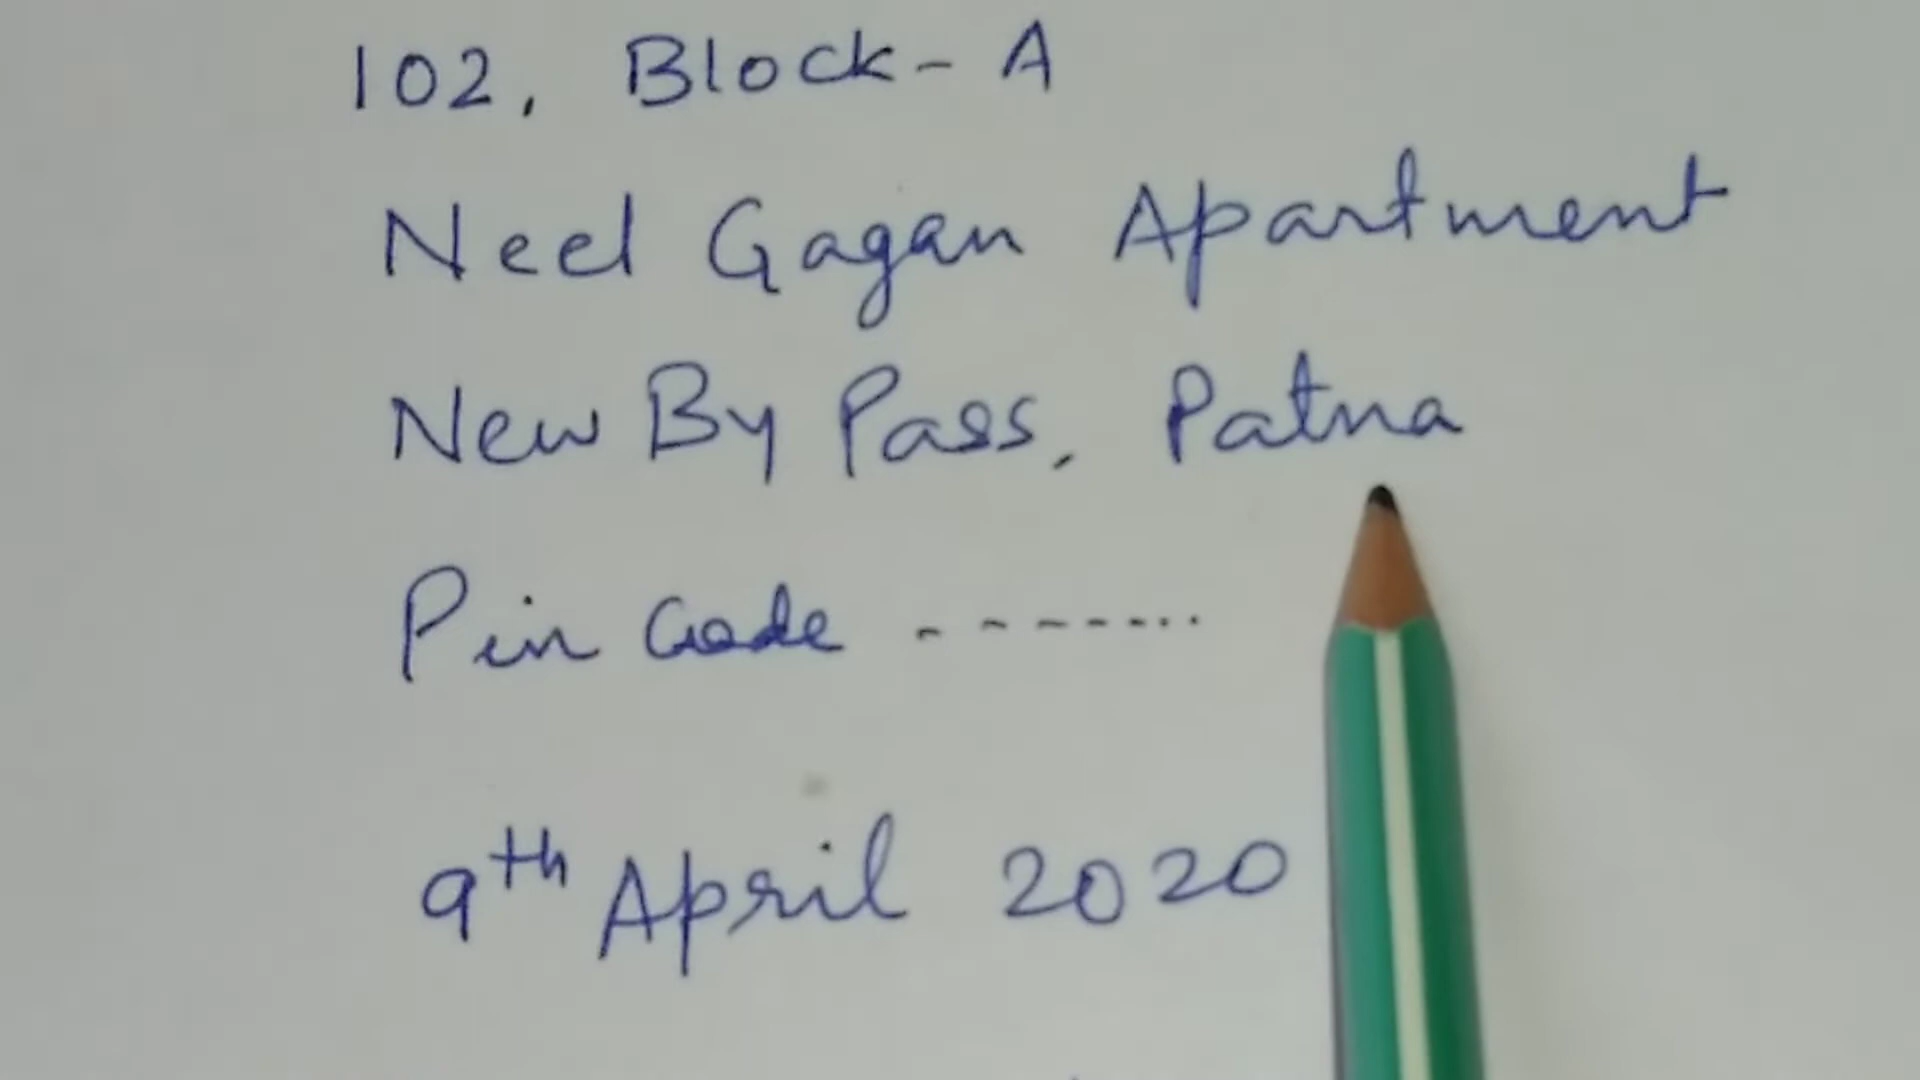 102, Block - A
Neel Gagan Apartment
New By Pass, Patna
Pin Code - - - - - - . .
9th April 2020